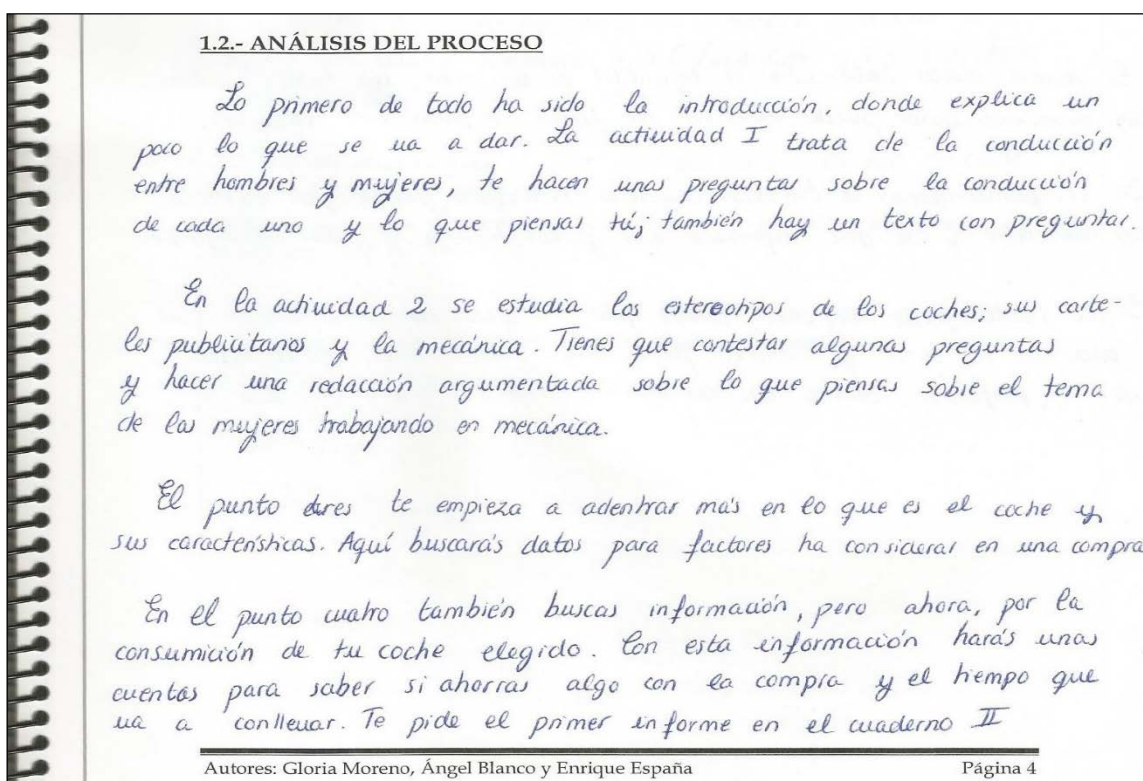 1.2.- ANÁLISIS DEL PROCESO
Lo primero de todo ha sido la introducción, donde explica un
poco lo que se va a dar. La actividad I trata de la conducción
entre hombres y mujeres, te hacen unas preguntas sobre la conducción
de cada uno y lo que piensas tú; también hay un texto con preguntas.
En la actividad 2 se estudia los estereotipos de los coches; sus carte-
les publicitarios y la mecánica. Tienes que contestar algunas preguntas
y hacer una redacción argumentada sobre lo que piensas sobre el tema
de las mujeres trabajando en mecánica.
El punto tres te empieza a adentrar más en lo que es el coche y
sus características. Aquí buscarás datos para factores ha considerar en una compra
En el punto cuatro también buscas información, pero ahora, por la
consumición de tu coche elegido. Con esta información harás unas
cuentas para saber si ahorras algo con la compra y el tiempo que
va a conllevar. Te pide el primer informe en el cuaderno II
Autores: Gloria Moreno, Ángel Blanco y Enrique España Página 4